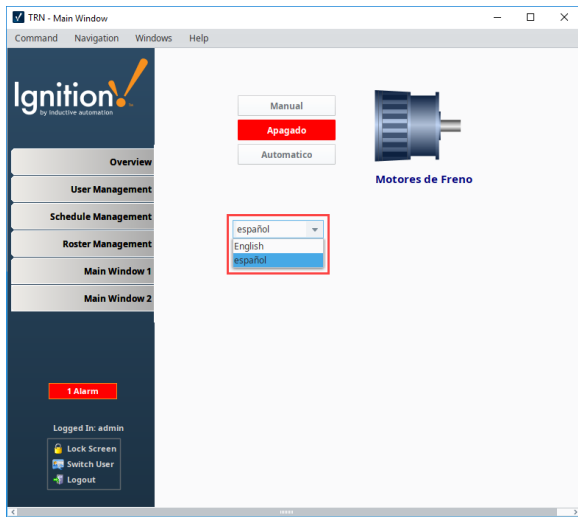 TRN - Main Window
Command Navigation Windows Help
Ignition!
by inductive automation
Overview
User Management
Schedule Management
Roster Management
Main Window 1
Main Window 2
1 Alarm
Logged In: admin
Lock Screen
Switch User
Logout
Manual
Apagado
Automatico
Motores de Freno
español
English
español